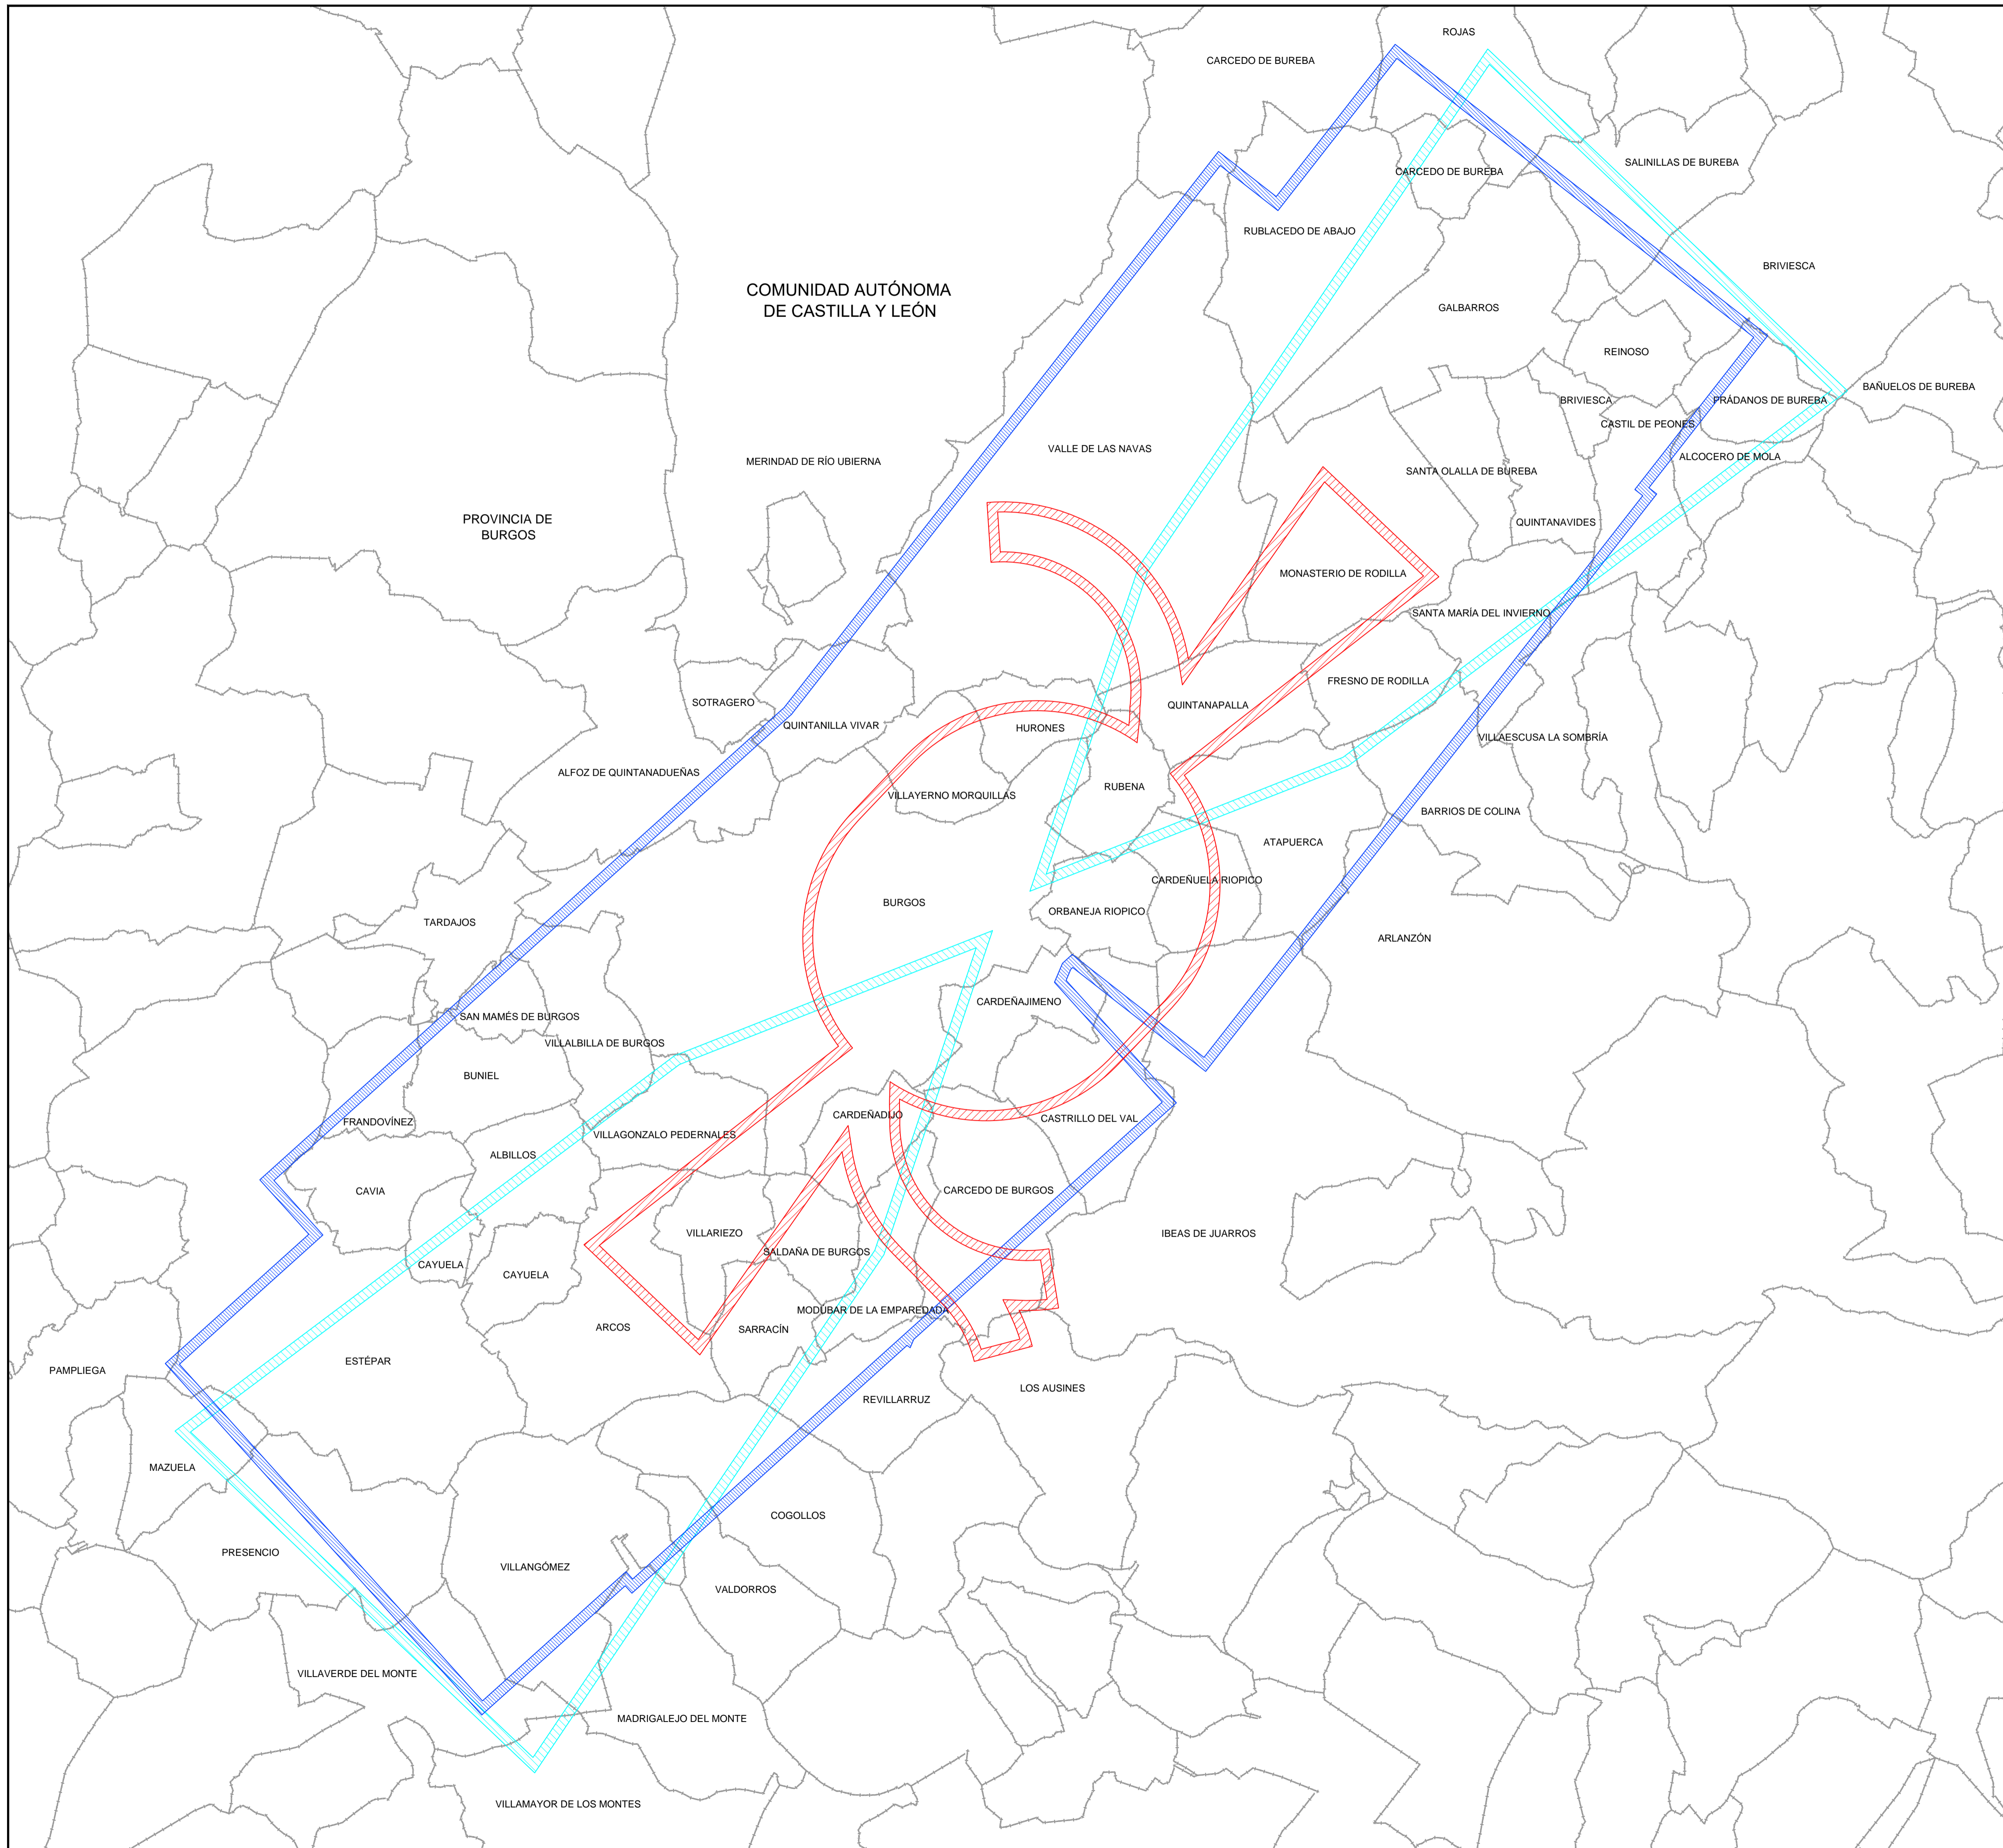 ROJAS
CARCEDO DE BUREBA
SALINILLAS DE BUREBA
CARCEDO DE BUREBA
RUBLACEDO DE ABAJO
BRIVIESCA
COMUNIDAD AUTÓNOMA
DE CASTILLA Y LEÓN
GALBARROS
REINOSO
BAÑUELOS DE BUREBA
BRIVIESCA
PRÁDANOS DE BUREBA
CASTIL DE PEONES
VALLE DE LAS NAVAS
ALCOCERO DE MOLA
MERINDAD DE RÍO UBIERNA
SANTA OLALLA DE BUREBA
PROVINCIA DE
BURGOS
QUINTANAVIDES
MONASTERIO DE RODILLA
SANTA MARÍA DEL INVIERNO
FRESNO DE RODILLA
SOTRAGERO
QUINTANAPALLA
QUINTANILLA VIVAR
HURONES
VILLAESCUSA LA SOMBRÍA
ALFOZ DE QUINTANADUEÑAS
RUBENA
VILLAYERNO MORQUILLAS
BARRIOS DE COLINA
ATAPUERCA
CARDEÑUELA RIOPICO
BURGOS
ORBANEJA RIOPICO
TARDAJOS
ARLANZÓN
CARDEÑAJIMENO
SAN MAMÉS DE BURGOS
VILLALBILLA DE BURGOS
BUNIEL
CARDEÑADIJO
CASTRILLO DEL VAL
FRANDOVÍNEZ
VILLAGONZALO PEDERNALES
ALBILLOS
CAVIA
CARCEDO DE BURGOS
VILLARIEZO
IBEAS DE JUARROS
SALDAÑA DE BURGOS
CAYUELA
CAYUELA
MODÚBAR DE LA EMPAREDADA
ARCOS
SARRACÍN
ESTÉPAR
PAMPLIEGA
LOS AUSINES
REVILLARRUZ
MAZUELA
COGOLLOS
PRESENCIO
VILLANGÓMEZ
VALDORROS
VILLAVERDE DEL MONTE
MADRIGALEJO DEL MONTE
VILLAMAYOR DE LOS MONTES